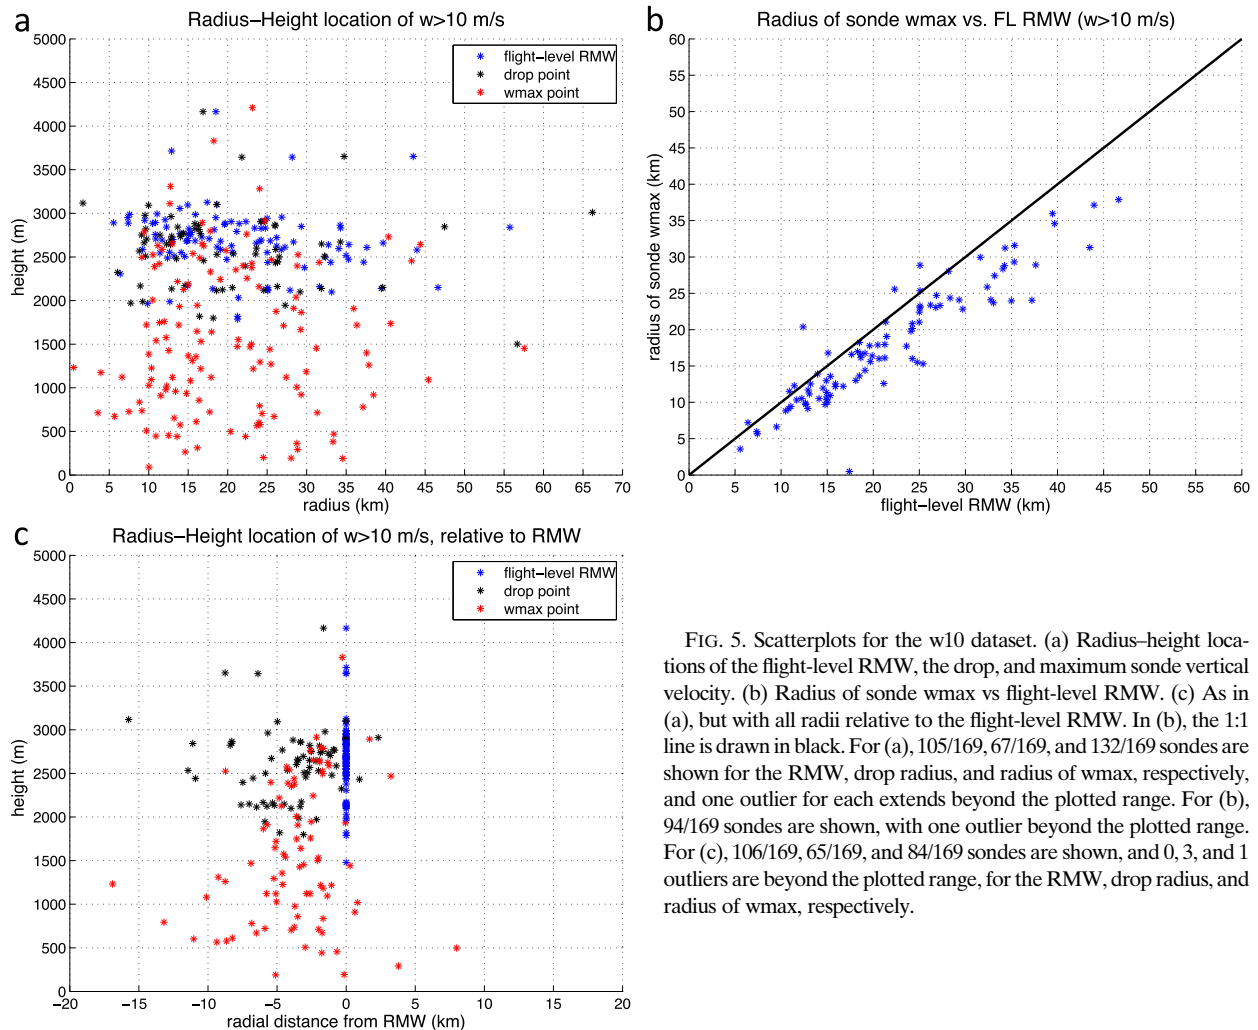 a
Radius−Height location of w>10 m/s
5000
4500
4000
3500
3000
2500
2000
1500
1000
500
0
height (m)
flight−level RMW
drop point
wmax point
0 5 10 15 20 25 30 35 40 45 50 55 60 65 70
radius (km)
b
Radius of sonde wmax vs. FL RMW (w>10 m/s)
60
55
50
45
40
35
30
25
20
15
10
5
0
radius of sonde wmax (km)
0 5 10 15 20 25 30 35 40 45 50 55 60
flight−level RMW (km)
c
Radius−Height location of w>10 m/s, relative to RMW
5000
4500
4000
3500
3000
2500
2000
1500
1000
500
0
height (m)
flight−level RMW
drop point
wmax point
−20 −15 −10 −5 0 5 10 15 20
radial distance from RMW (km)
FIG. 5. Scatterplots for the w10 dataset. (a) Radius–height loca-
tions of the flight-level RMW, the drop, and maximum sonde vertical
velocity. (b) Radius of sonde wmax vs flight-level RMW. (c) As in
(a), but with all radii relative to the flight-level RMW. In (b), the 1:1
line is drawn in black. For (a), 105/169, 67/169, and 132/169 sondes are
shown for the RMW, drop radius, and radius of wmax, respectively,
and one outlier for each extends beyond the plotted range. For (b),
94/169 sondes are shown, with one outlier beyond the plotted range.
For (c), 106/169, 65/169, and 84/169 sondes are shown, and 0, 3, and 1
outliers are beyond the plotted range, for the RMW, drop radius, and
radius of wmax, respectively.